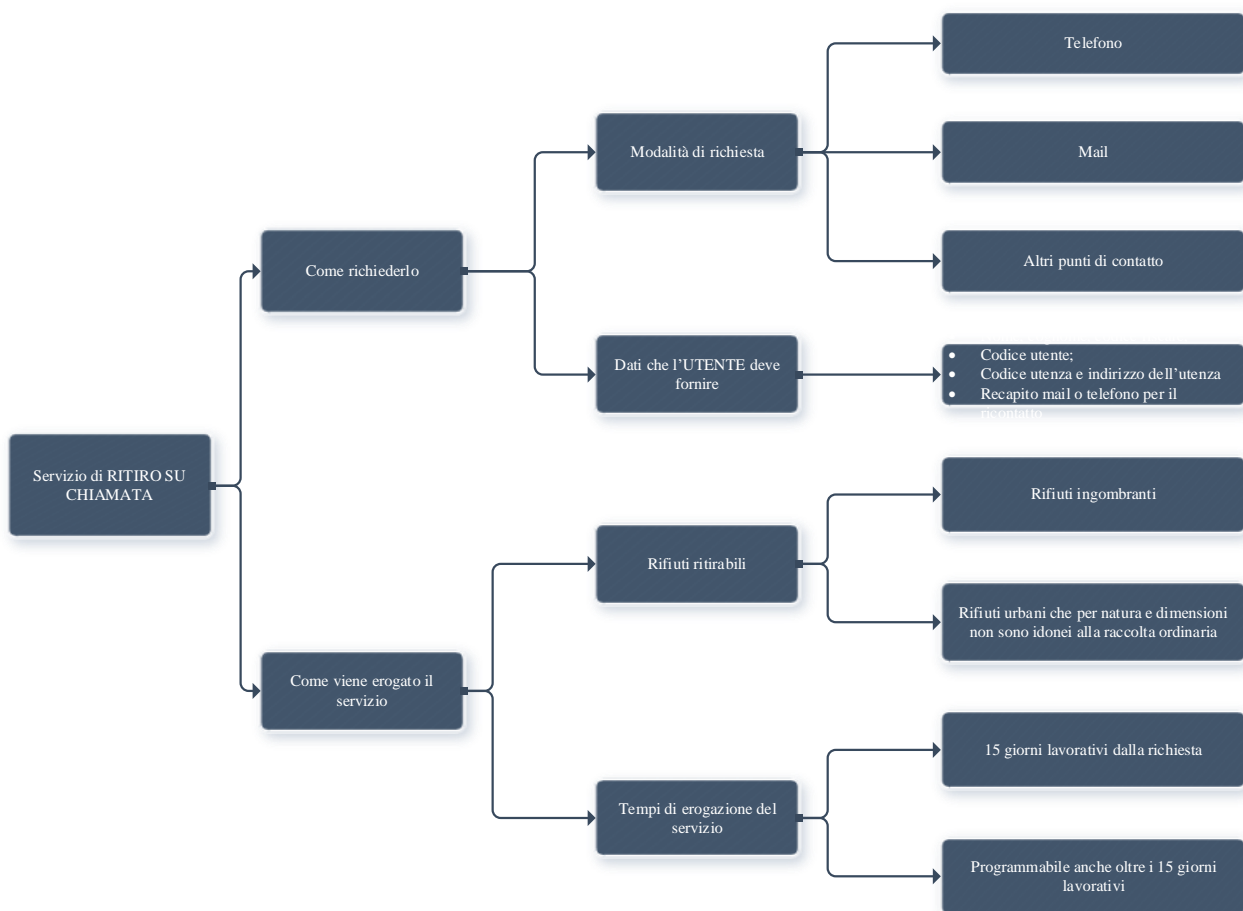 Telefono
Modalità di richiesta
Mail
Come richiederlo
Altri punti di contatto
Dati che l’UTENTE deve
fornire
• Codice utente;
• Codice utenza e indirizzo dell’utenza
• Recapito mail o telefono per il
ricontatto
Servizio di RITIRO SU
CHIAMATA
Rifiuti ingombranti
Rifiuti ritirabili
Rifiuti urbani che per natura e dimensioni
non sono idonei alla raccolta ordinaria
Come viene erogato il
servizio
15 giorni lavorativi dalla richiesta
Tempi di erogazione del
servizio
Programmabile anche oltre i 15 giorni
lavorativi